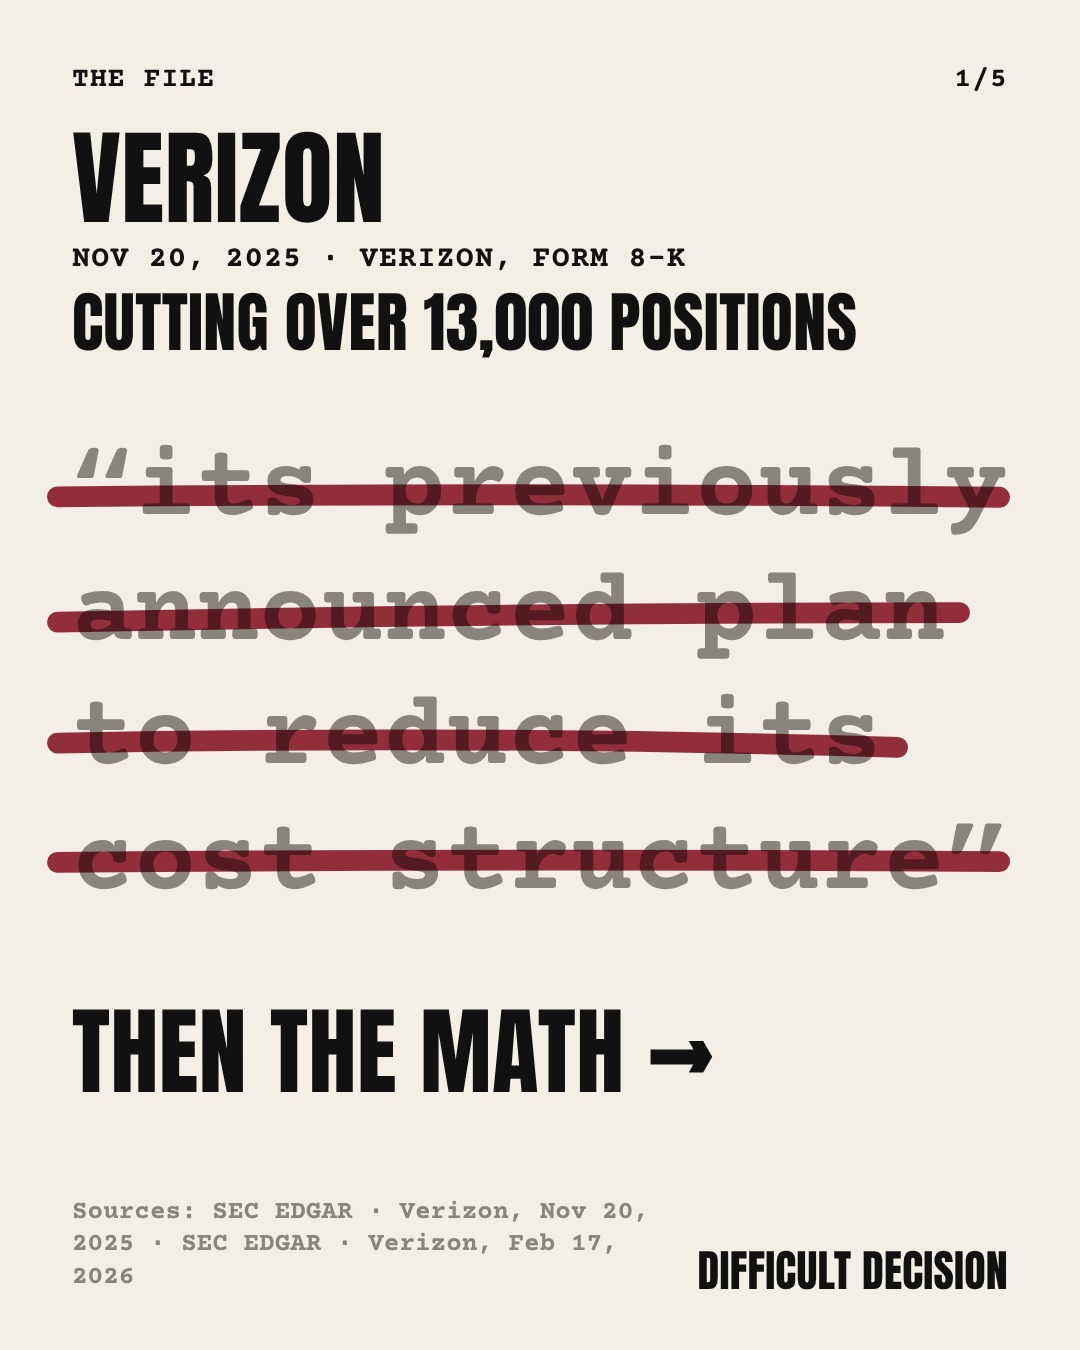 THE FILE
1/5
VERIZON
NOV 20, 2025 · VERIZON, FORM 8-K
CUTTING OVER 13,000 POSITIONS
“its previously
announced plan
to reduce its
cost structure”
THEN THE MATH →
Sources: SEC EDGAR · Verizon, Nov 20,
2025 · SEC EDGAR · Verizon, Feb 17,
2026
DIFFICULT DECISION